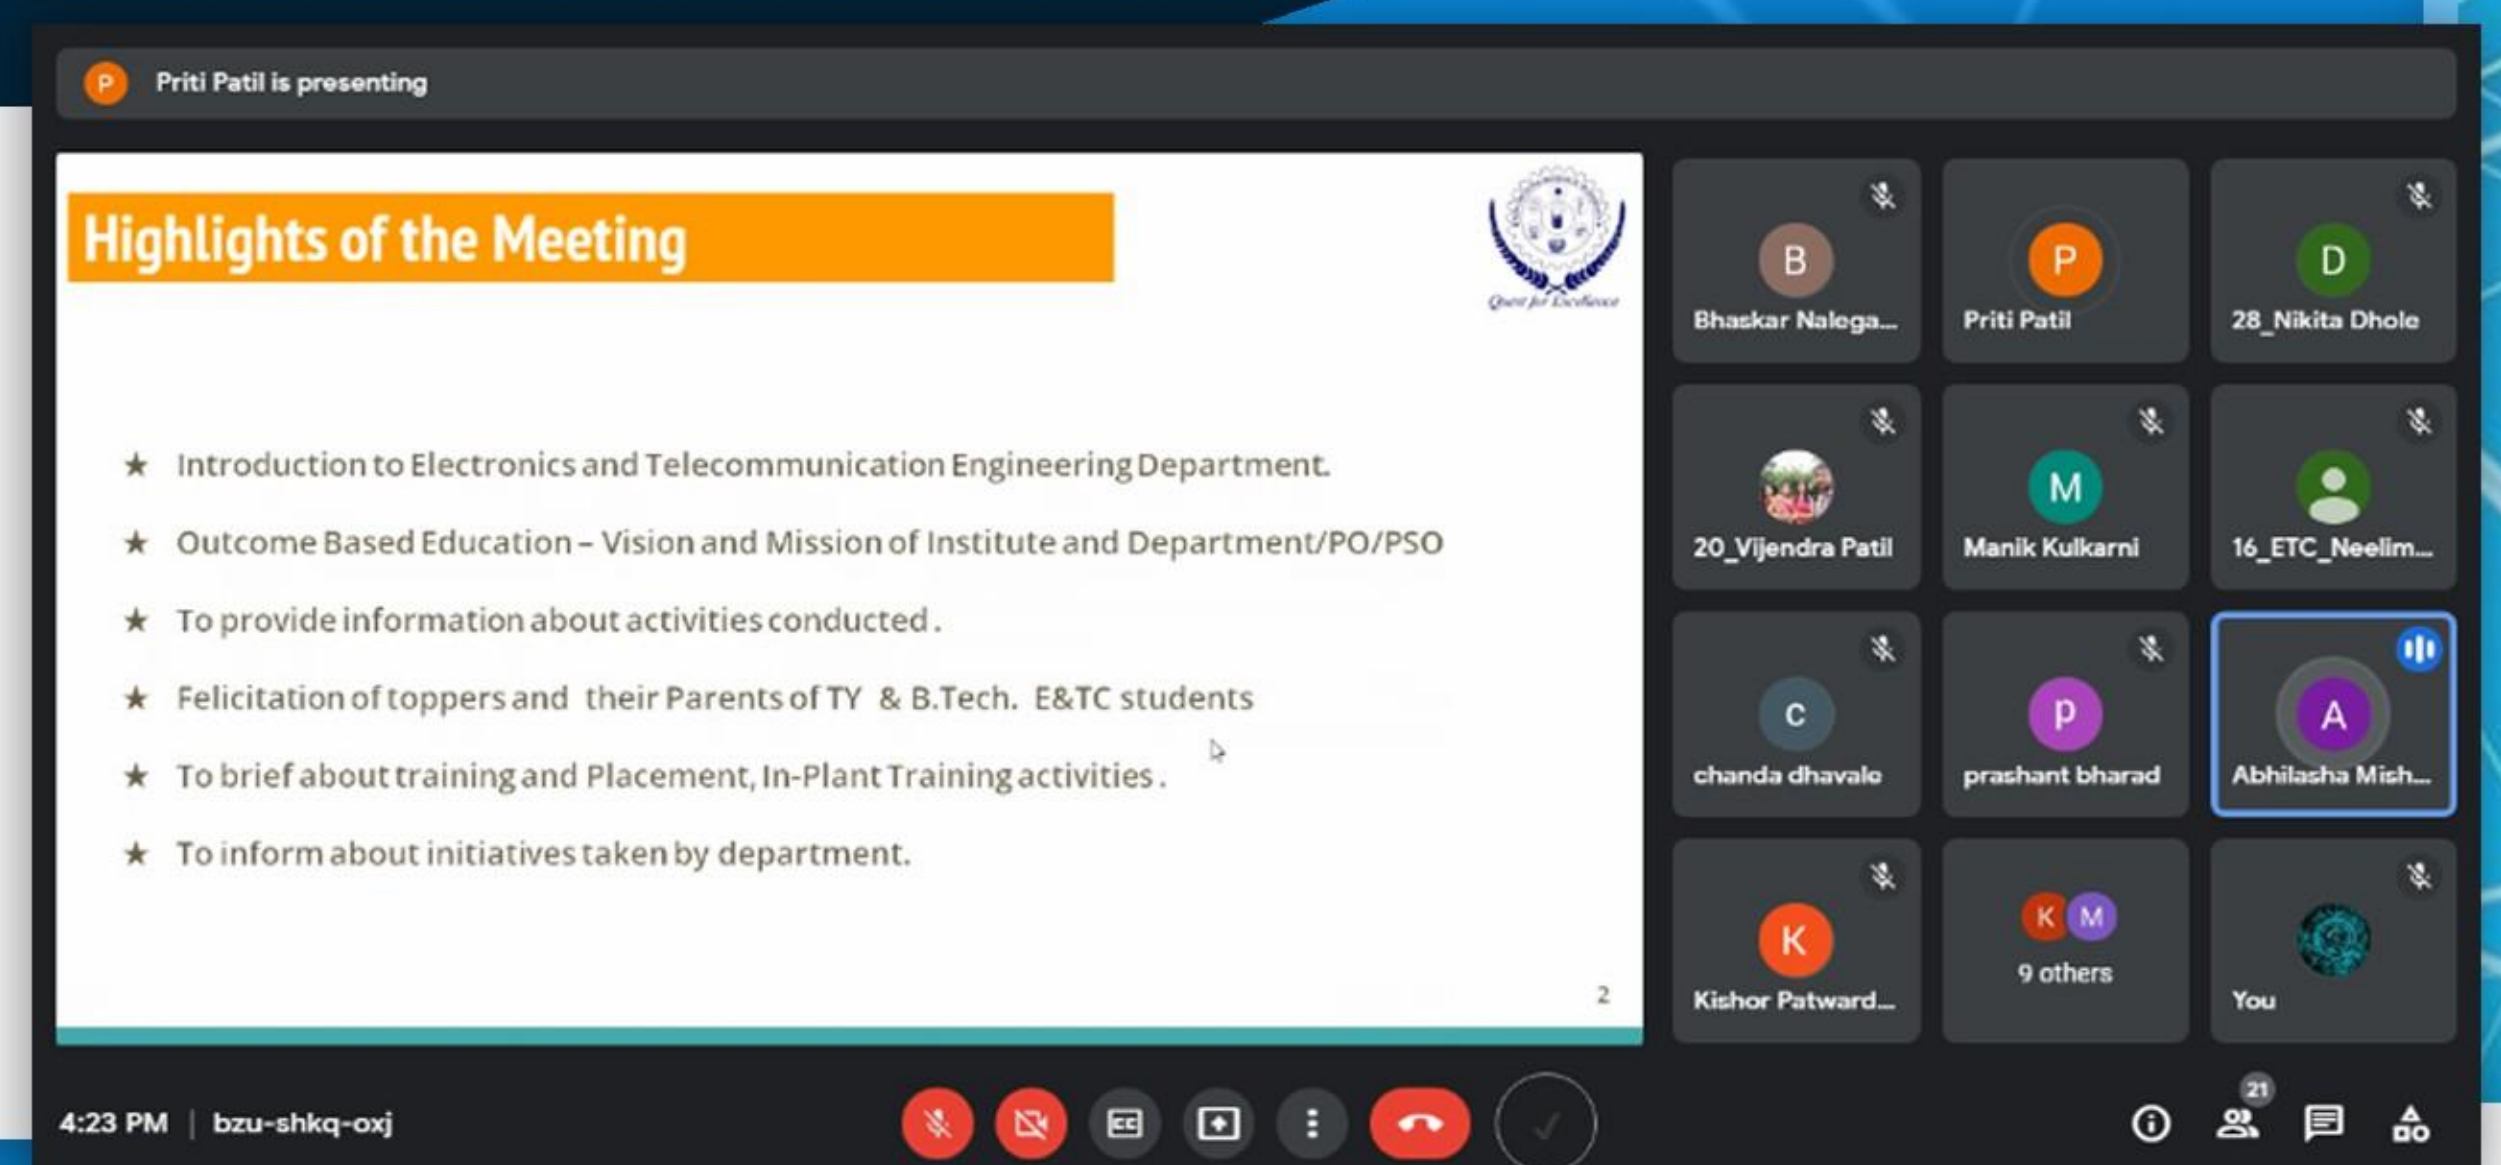 P Priti Patil is presenting
Highlights of the Meeting
Quest for Excellence
★ Introduction to Electronics and Telecommunication Engineering Department.
★ Outcome Based Education – Vision and Mission of Institute and Department/PO/PSO
★ To provide information about activities conducted .
★ Felicitation of toppers and their Parents of TY & B.Tech. E&TC students
★ To brief about training and Placement, In-Plant Training activities .
★ To inform about initiatives taken by department.
2
B
Bhaskar Nalega...
P
Priti Patil
D
28_Nikita Dhole
20_Vijendra Patil
M
Manik Kulkarni
16_ETC_Neelim...
c
chanda dhavale
p
prashant bharad
A
Abhilasha Mish...
K
Kishor Patward...
K M
9 others
You
4:23 PM | bzu-shkq-oxj
CC
21